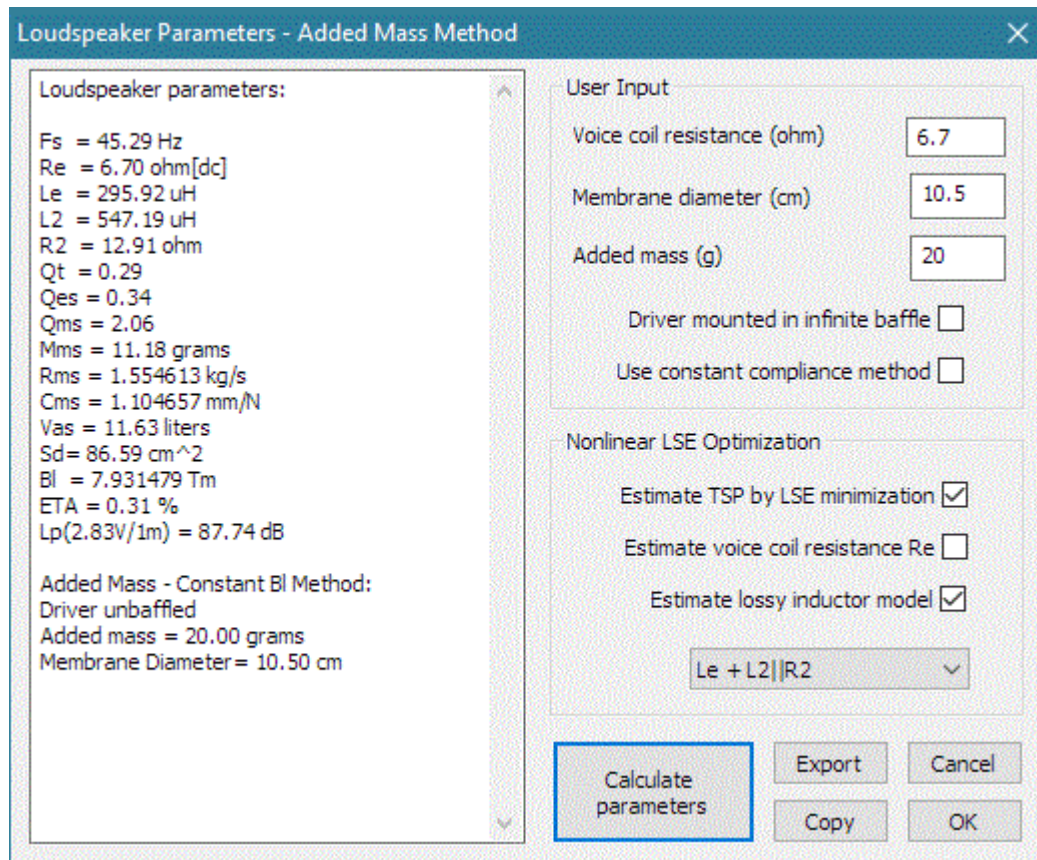 Loudspeaker Parameters - Added Mass Method
Loudspeaker parameters:
Fs = 45.29 Hz
Re = 6.70 ohm[dc]
Le = 295.92 uH
L2 = 547.19 uH
R2 = 12.91 ohm
Qt = 0.29
Qes = 0.34
Qms = 2.06
Mms = 11.18 grams
Rms = 1.554613 kg/s
Cms = 1.104657 mm/N
Vas = 11.63 liters
Sd= 86.59 cm^2
Bl = 7.931479 Tm
ETA = 0.31 %
Lp(2.83V/1m) = 87.74 dB
Added Mass - Constant Bl Method:
Driver unbaffled
Added mass = 20.00 grams
Membrane Diameter= 10.50 cm
User Input
Voice coil resistance (ohm) 6.7
Membrane diameter (cm) 10.5
Added mass (g) 20
Driver mounted in infinite baffle
Use constant compliance method
Nonlinear LSE Optimization
Estimate TSP by LSE minimization
Estimate voice coil resistance Re
Estimate lossy inductor model
Le + L2||R2
Calculate
parameters
Export
Cancel
Copy
OK